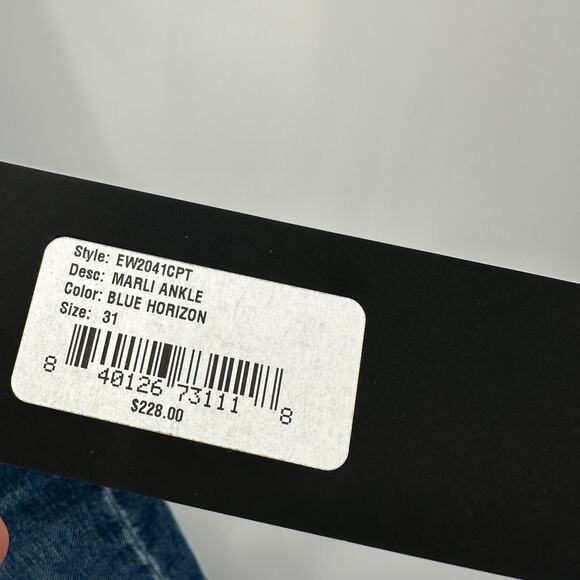 Style: EW2041CPT
Desc: MARLI ANKLE
Color: BLUE HORIZON
Size: 31
8 40126 73111 8
$228.00